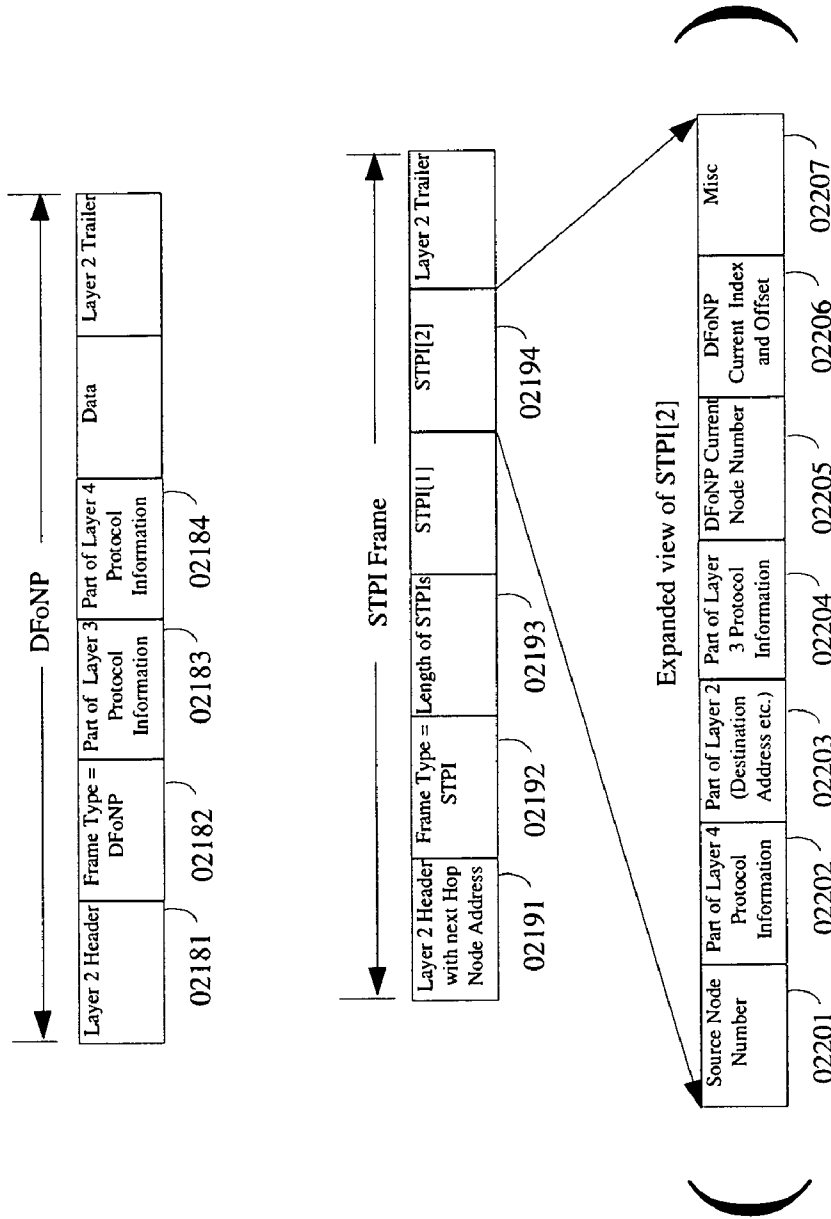 DFoNP
Layer 2 Header
Frame Type =
DFoNP
Part of Layer 3
Protocol
Information
Part of Layer 4
Protocol
Information
Data
Layer 2 Trailer
02181
02182
02183
02184
STPI Frame
Layer 2 Header
with next Hop
Node Address
Frame Type =
STPI
Length of STPIs
STPI[1]
STPI[2]
Layer 2 Trailer
02191
02192
02193
02194
Expanded view of STPI[2]
Source Node
Number
Part of Layer 4
Protocol
Information
Part of Layer 2
(Destination
Address etc.)
Part of Layer
3 Protocol
Information
DFoNP Current
Node Number
DFoNP
Current Index
and Offset
Misc
02201
02202
02203
02204
02205
02206
02207